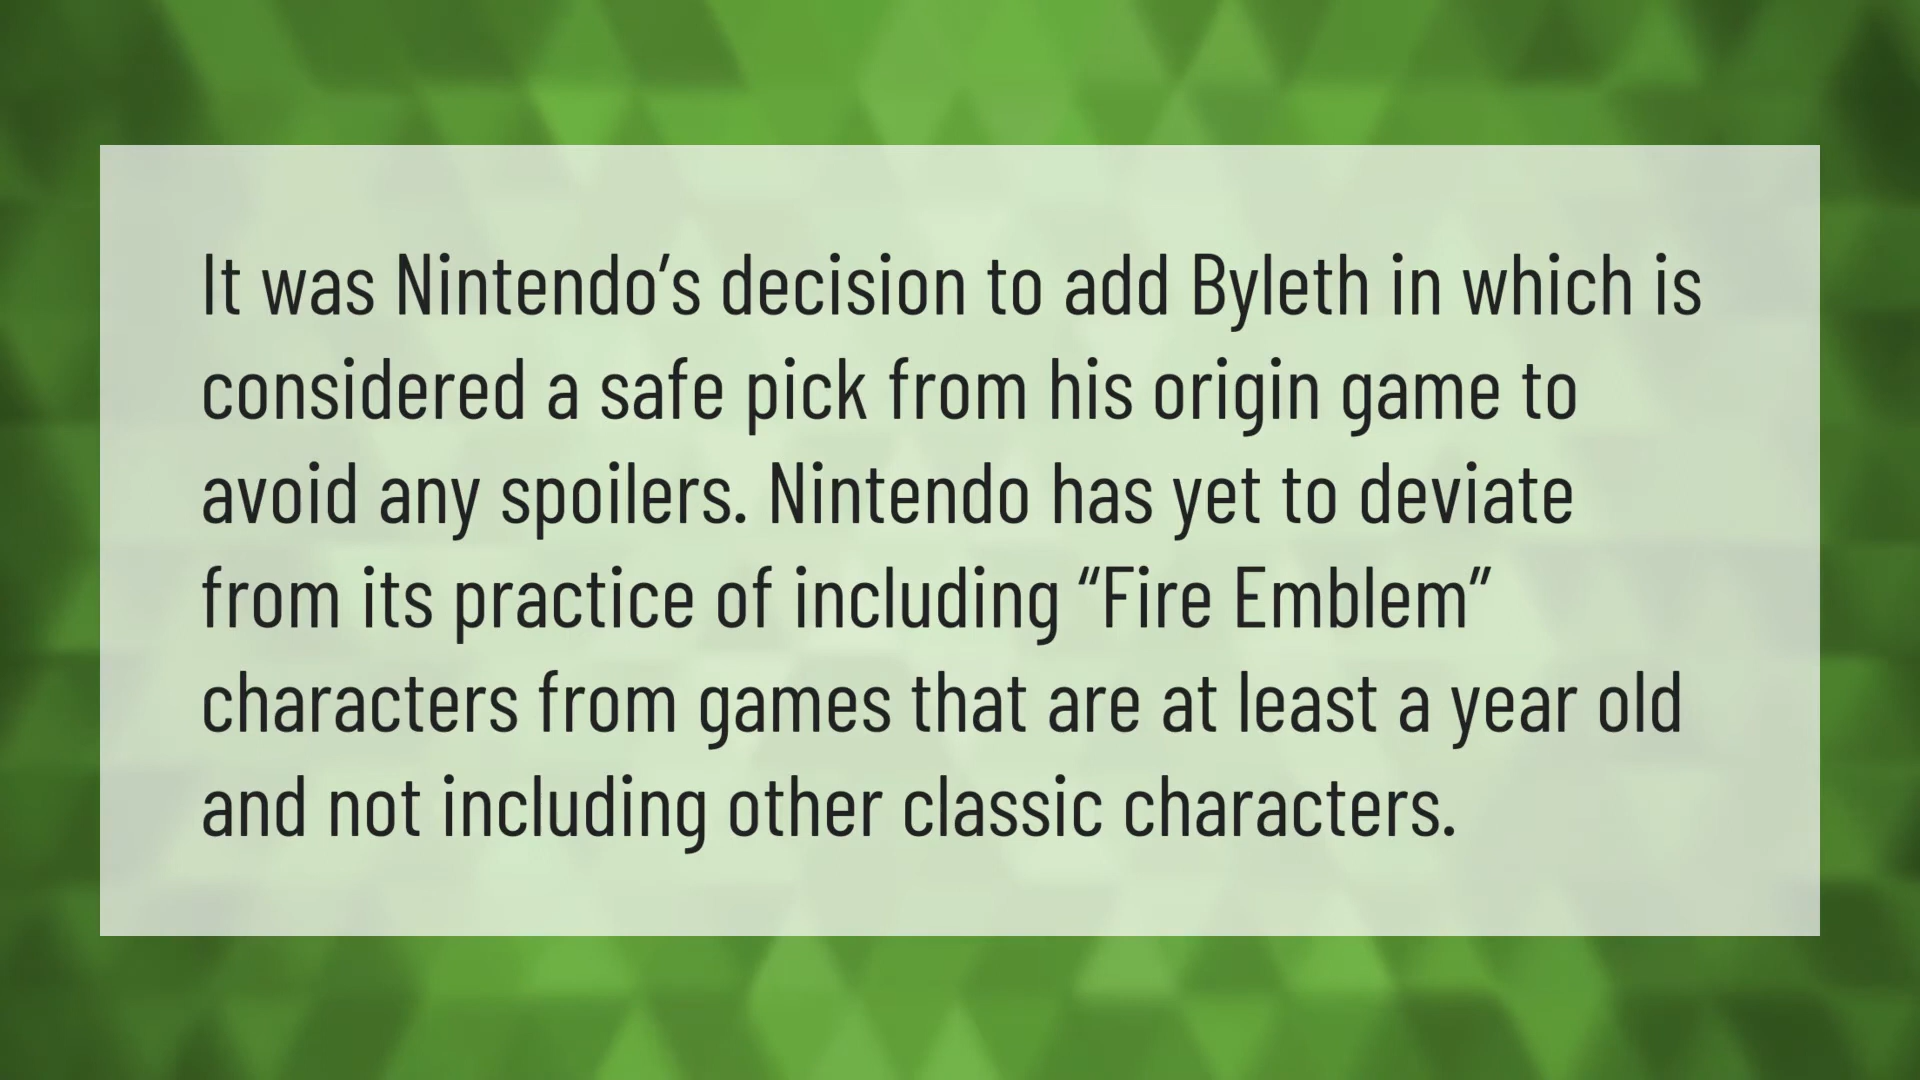 It was Nintendo’s decision to add Byleth in which is
considered a safe pick from his origin game to
avoid any spoilers. Nintendo has yet to deviate
from its practice of including “Fire Emblem”
characters from games that are at least a year old
and not including other classic characters.